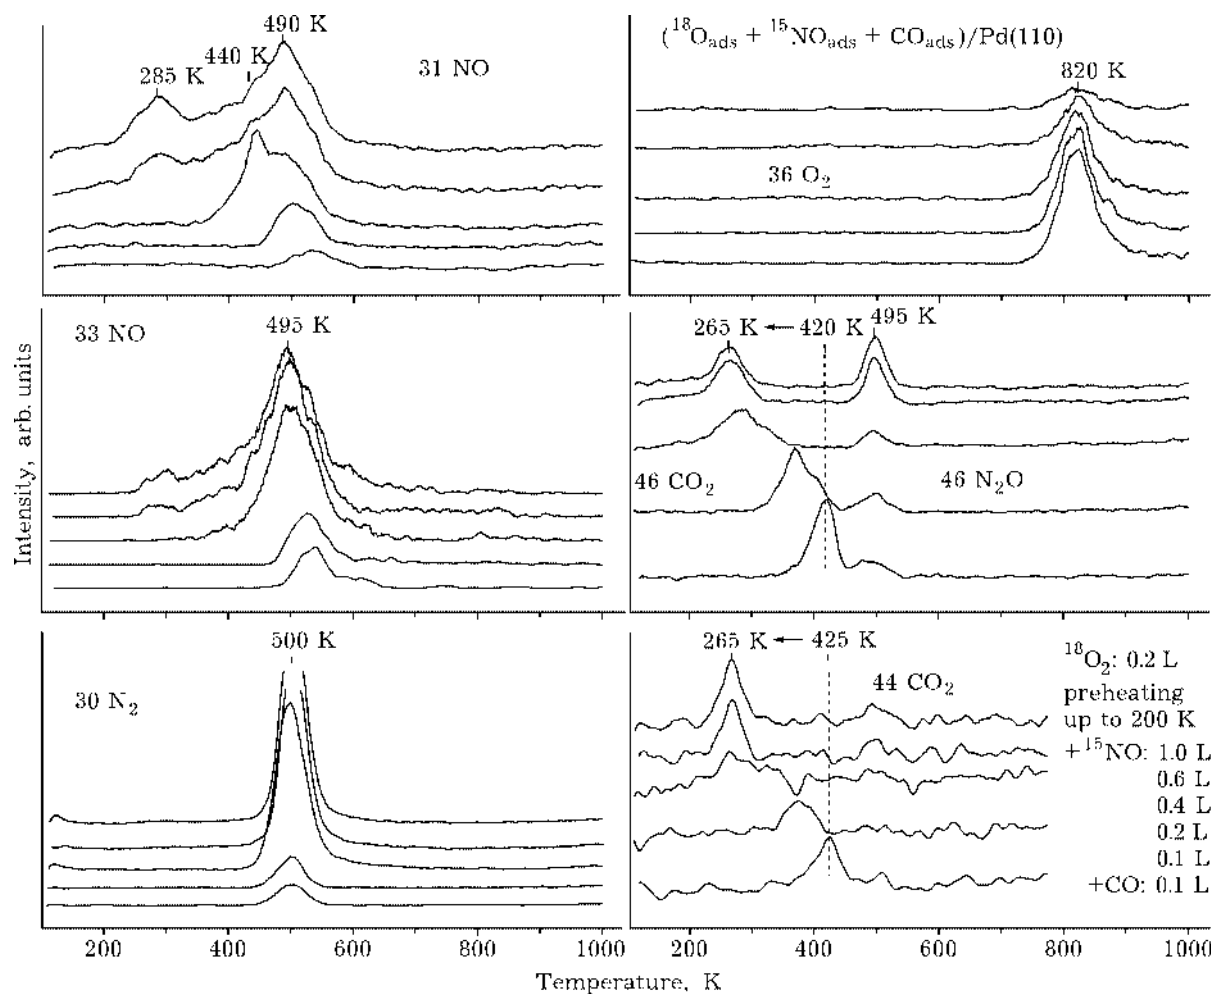 490 K
440 K
285 K
31 NO
(¹⁸O_ads + ¹⁵NO_ads + CO_ads)/Pd(110)
820 K
36 O₂
33 NO
495 K
265 K ← 420 K
495 K
46 CO₂
46 N₂O
30 N₂
500 K
265 K ← 425 K
44 CO₂
¹⁸O₂: 0.2 L
preheating
up to 200 K
+¹⁵NO: 1.0 L
0.6 L
0.4 L
0.2 L
0.1 L
+CO: 0.1 L
Intensity, arb. units
200 400 600 800 1000
200 400 600 800 1000
Temperature, K